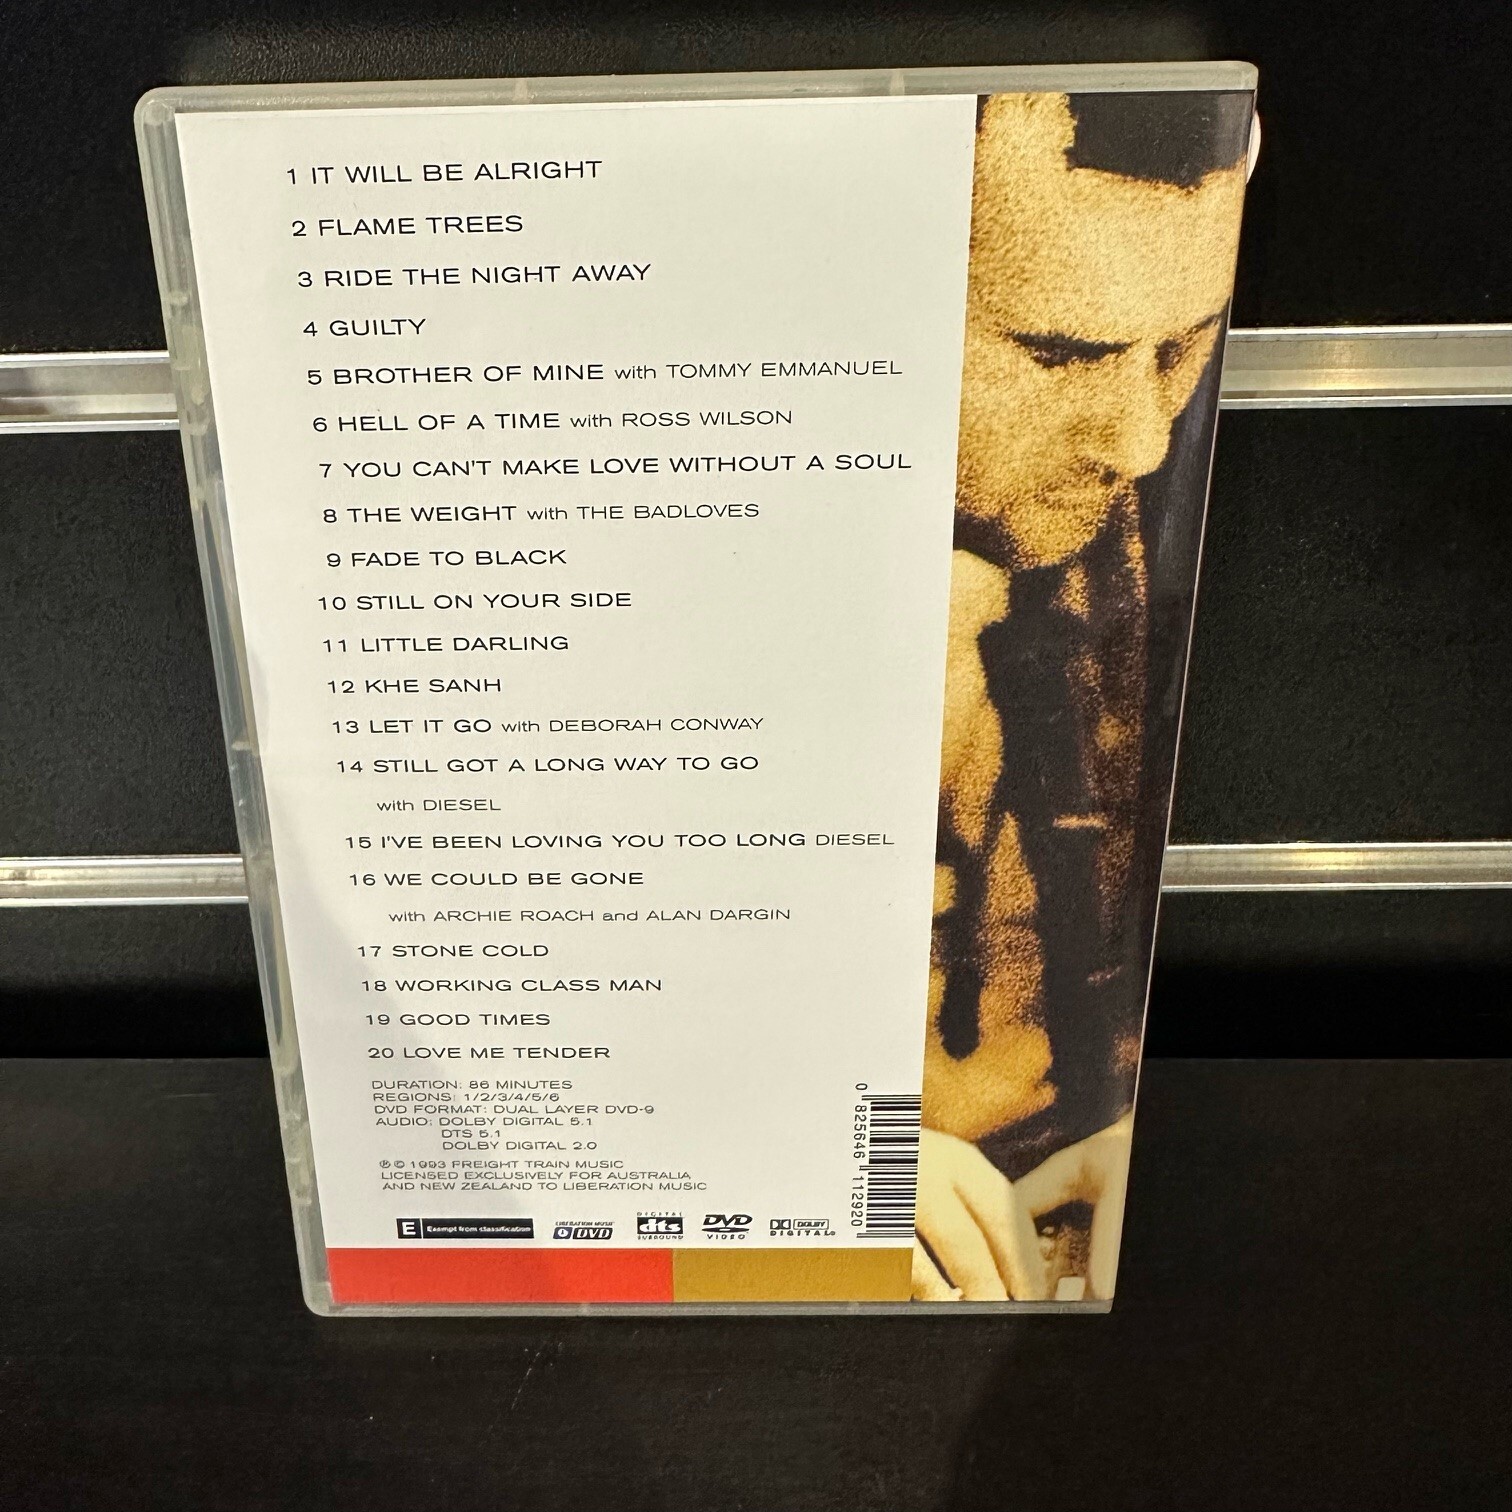 1 IT WILL BE ALRIGHT
2 FLAME TREES
3 RIDE THE NIGHT AWAY
4 GUILTY
5 BROTHER OF MINE with TOMMY EMMANUEL
6 HELL OF A TIME with ROSS WILSON
7 YOU CAN'T MAKE LOVE WITHOUT A SOUL
8 THE WEIGHT with THE BADLOVES
9 FADE TO BLACK
10 STILL ON YOUR SIDE
11 LITTLE DARLING
12 KHE SANH
13 LET IT GO with DEBORAH CONWAY
14 STILL GOT A LONG WAY TO GO
with DIESEL
15 I'VE BEEN LOVING YOU TOO LONG DIESEL
16 WE COULD BE GONE
with ARCHIE ROACH and ALAN DARGIN
17 STONE COLD
18 WORKING CLASS MAN
19 GOOD TIMES
20 LOVE ME TENDER
DURATION: 86 MINUTES
REGIONS: 1/2/3/4/5/6
DVD FORMAT: DUAL LAYER DVD-9
AUDIO: DOLBY DIGITAL 5.1
DTS 5.1
DOLBY DIGITAL 2.0
℗ © 1993 FREIGHT TRAIN MUSIC
LICENSED EXCLUSIVELY FOR AUSTRALIA
AND NEW ZEALAND TO LIBERATION MUSIC
0 825646 112920
E Exempt from classification
LIBERATION MUSIC
DVD
DIGITAL
dts
SURROUND
DVD
VIDEO
DOLBY
DIGITAL